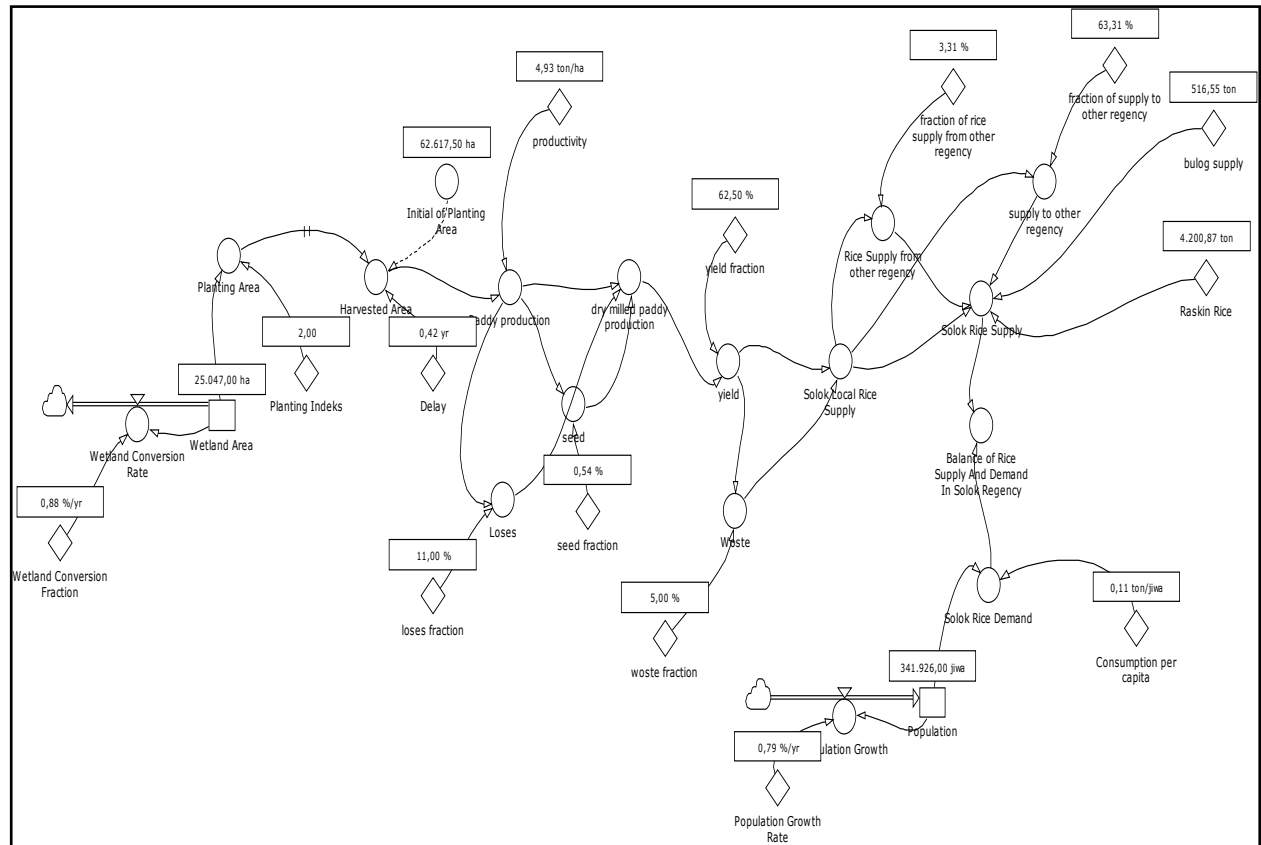 63,31 %
3,31 %
4,93 ton/ha
fraction of supply to
other regency
516,55 ton
fraction of rice
supply from other
regency
productivity
62.617,50 ha
bulog supply
62,50 %
Initial of Planting
Area
supply to other
regency
4.200,87 ton
Rice Supply from
other regency
yield fraction
Planting Area
Harvested Area
Paddy production
dry milled paddy
production
Raskin Rice
Solok Rice Supply
2,00
0,42 yr
25.047,00 ha
Planting Indeks
Delay
yield
Solok Local Rice
Supply
Wetland Area
seed
Wetland Conversion
Rate
Balance of Rice
Supply And Demand
In Solok Regency
0,54 %
0,88 %/yr
Loses
seed fraction
Woste
11,00 %
Wetland Conversion
Fraction
loses fraction
5,00 %
0,11 ton/jiwa
Solok Rice Demand
woste fraction
341.926,00 jiwa
Consumption per
capita
Population
0,79 %/yr
ulation Growth
Population Growth
Rate